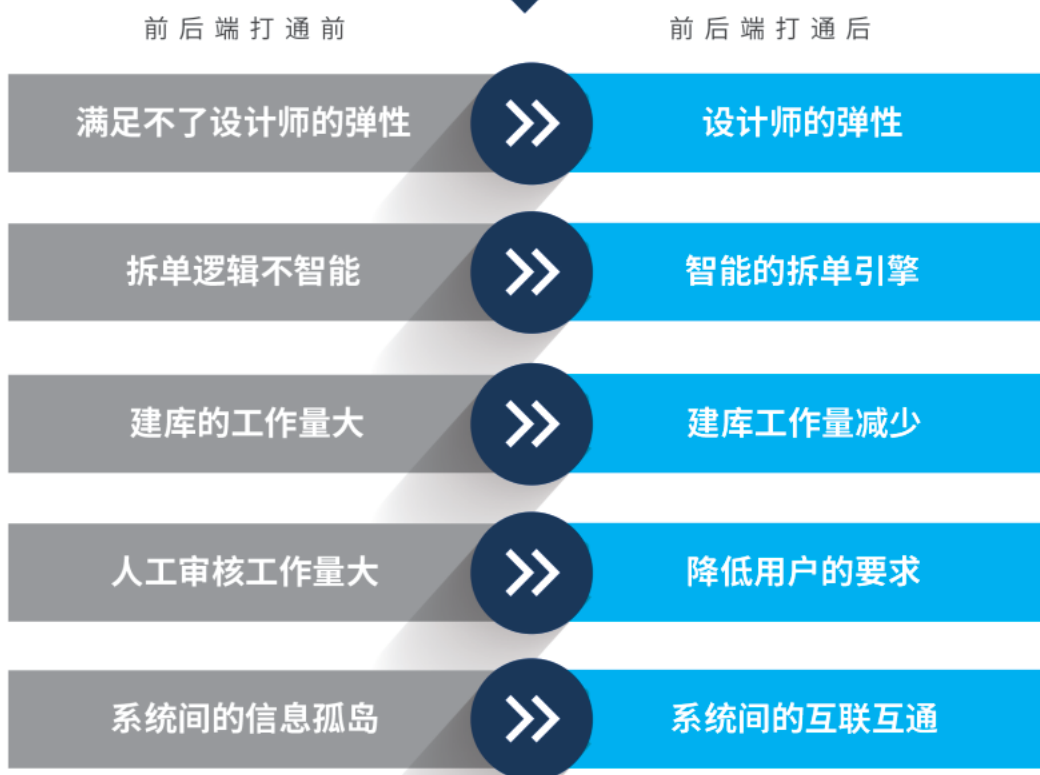 前后端打通前
前后端打通后
满足不了设计师的弹性
设计师的弹性
拆单逻辑不智能
智能的拆单引擎
建库的工作量大
建库工作量减少
人工审核工作量大
降低用户的要求
系统间的信息孤岛
系统间的互联互通